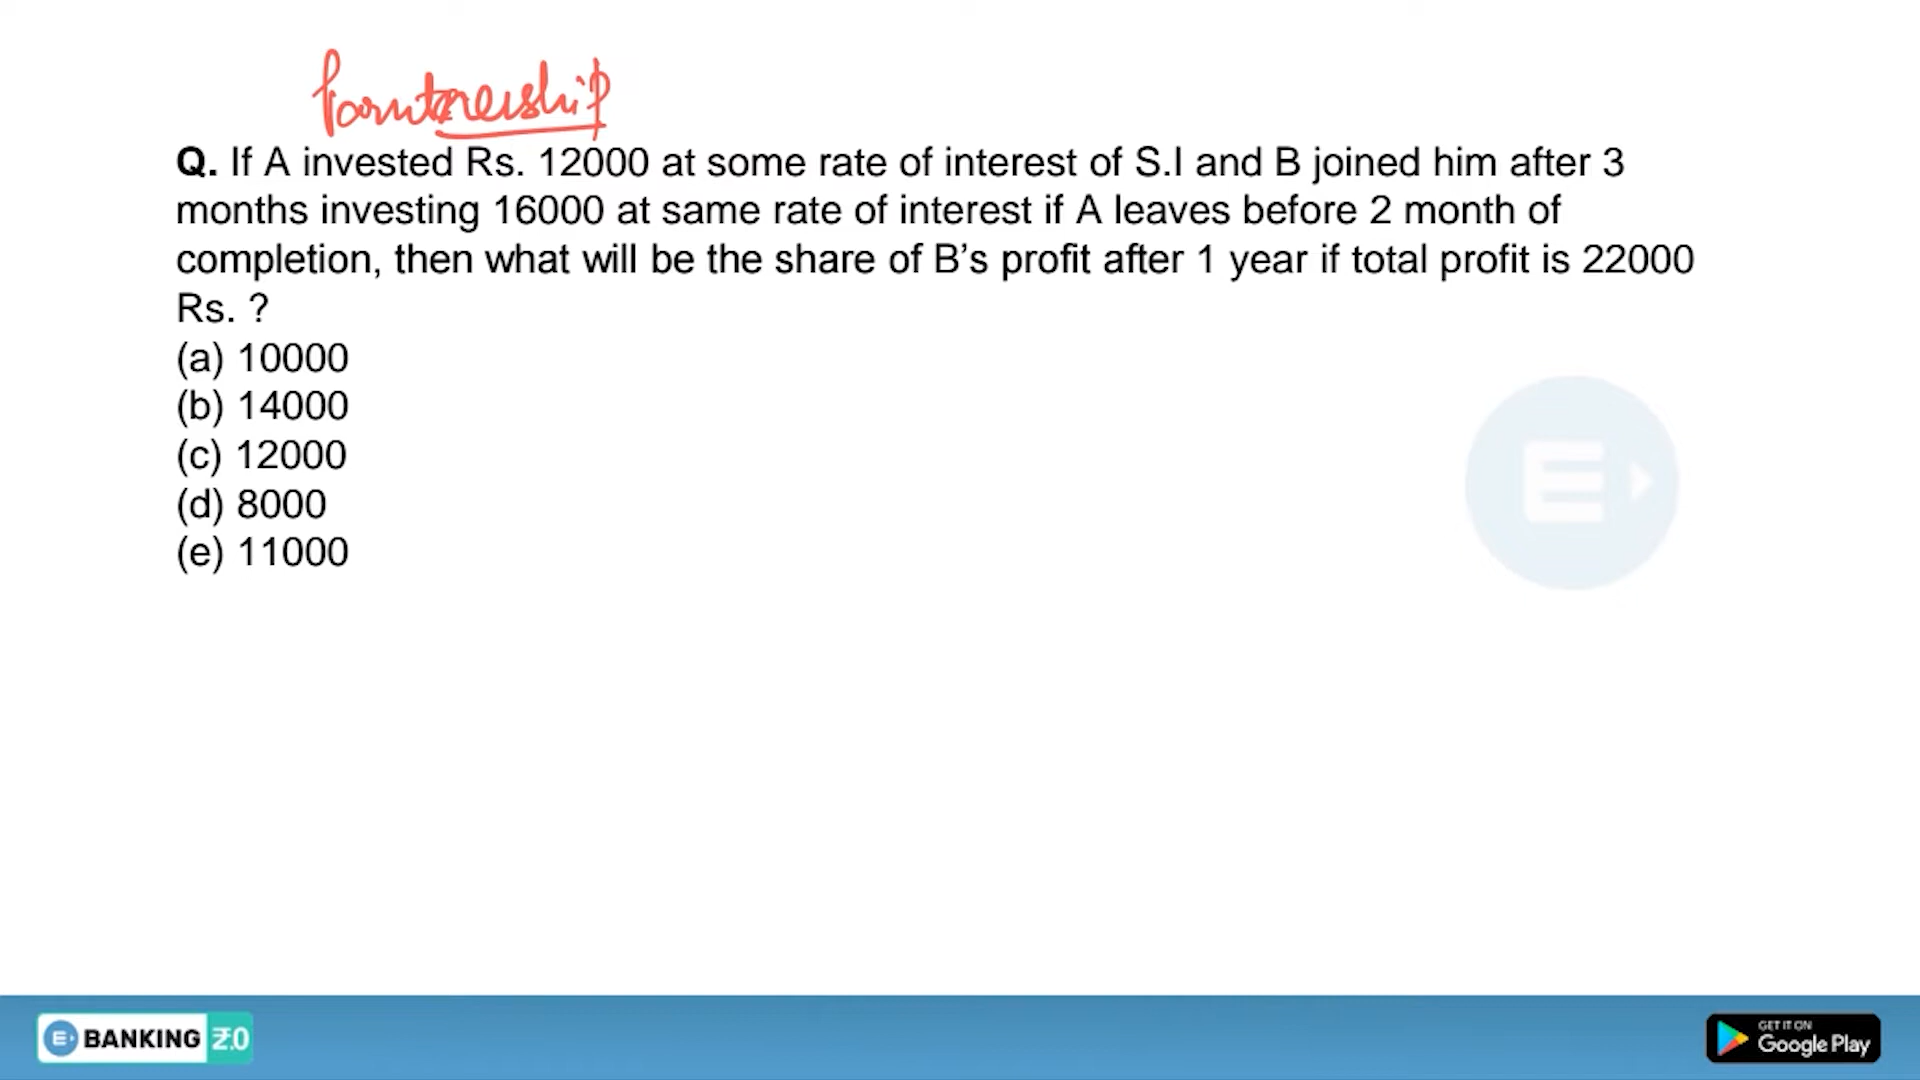 Partnership
Q. If A invested Rs. 12000 at some rate of interest of S.I and B joined him after 3
months investing 16000 at same rate of interest if A leaves before 2 month of
completion, then what will be the share of B’s profit after 1 year if total profit is 22000
Rs. ?
(a) 10000
(b) 14000
(c) 12000
(d) 8000
(e) 11000
E
E BANKING 2.0
GET IT ON
Google Play